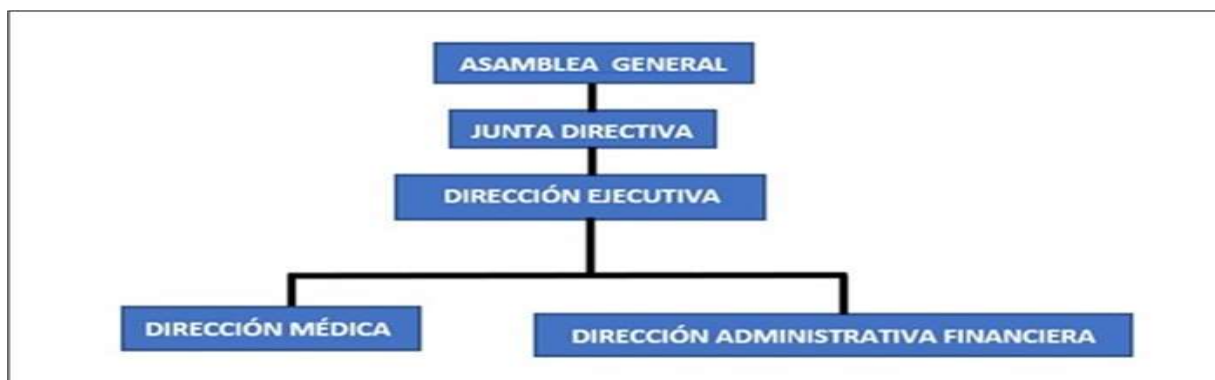 ASAMBLEA GENERAL
JUNTA DIRECTIVA
DIRECCIÓN EJECUTIVA
DIRECCIÓN MÉDICA
DIRECCIÓN ADMINISTRATIVA FINANCIERA